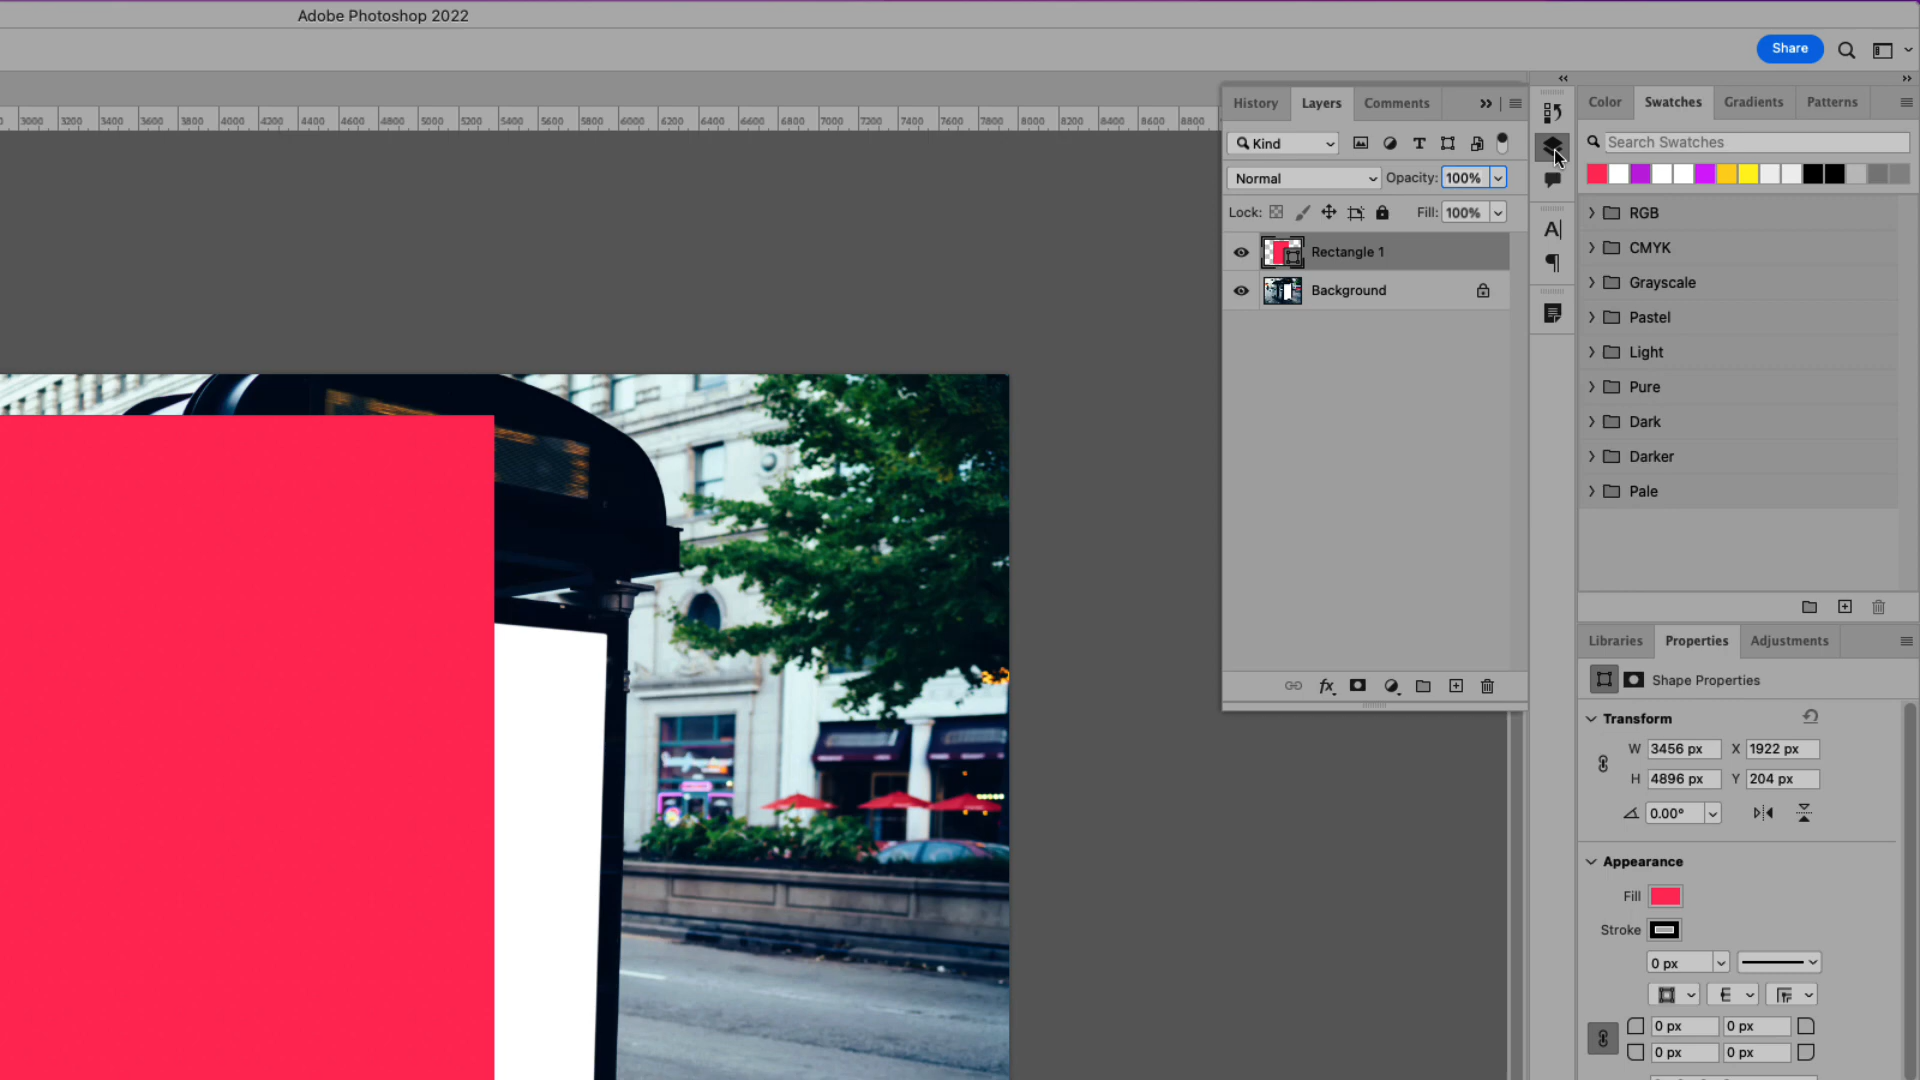 Adobe Photoshop 2022
Share
3000 3200 3400 3600 3800 4000 4200 4400 4600 4800 5000 5200 5400 5600 5800 6000 6200 6400 6600 6800 7000 7200 7400 7600 7800 8000 8200 8400 8600 8800
History Layers Comments
Kind
Normal Opacity: 100%
Lock: Fill: 100%
Rectangle 1
Background
Color Swatches Gradients Patterns
Search Swatches
RGB
CMYK
Grayscale
Pastel
Light
Pure
Dark
Darker
Pale
Libraries Properties Adjustments
Shape Properties
Transform
W 3456 px X 1922 px
H 4896 px Y 204 px
0.00°
Appearance
Fill
Stroke
0 px
0 px 0 px
0 px 0 px